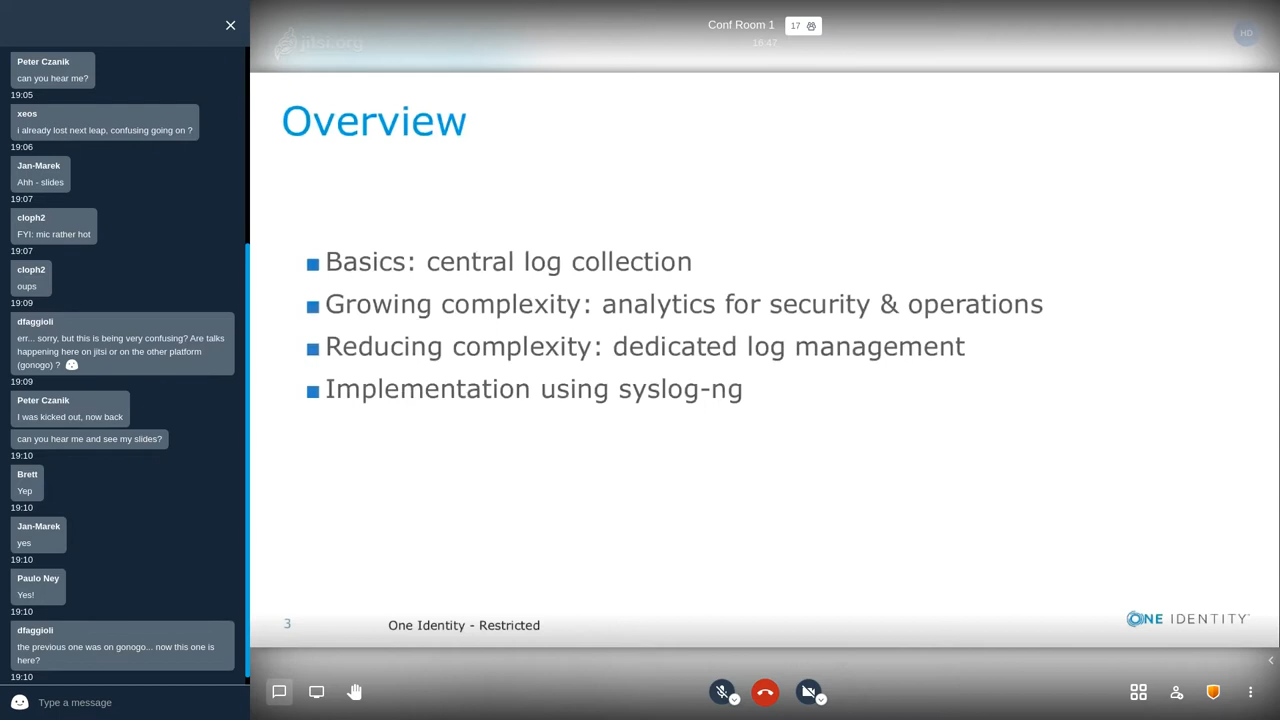 Peter Czanik
can you hear me?
19:05
xeos
i already lost next leap, confusing going on ?
19:06
Jan-Marek
Ahh - slides
19:07
cloph2
FYI: mic rather hot
19:07
cloph2
oups
19:09
dfaggioli
err... sorry, but this is being very confusing? Are talks
happening here on jitsi or on the other platform
(gonogo) ?
19:09
Peter Czanik
I was kicked out, now back
can you hear me and see my slides?
19:10
Brett
Yep
19:10
Jan-Marek
yes
19:10
Paulo Ney
Yes!
19:10
dfaggioli
the previous one was on gonogo... now this one is
here?
19:10
Type a message
jitsi.org
Conf Room 1
17
16:47
HD
Overview
Basics: central log collection
Growing complexity: analytics for security & operations
Reducing complexity: dedicated log management
Implementation using syslog-ng
3
One Identity - Restricted
ONE IDENTITY